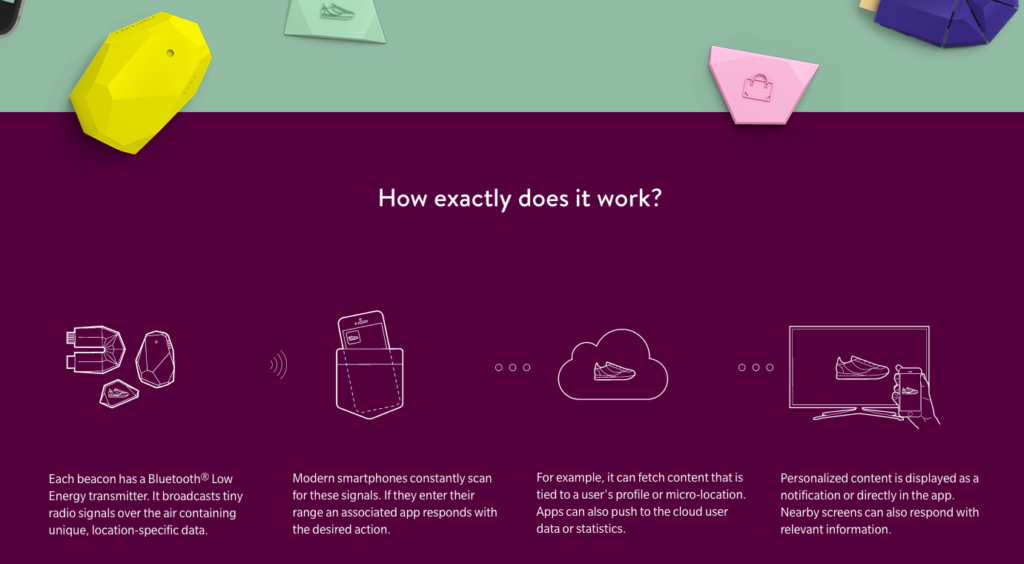 How exactly does it work?
Each beacon has a Bluetooth® Low
Energy transmitter. It broadcasts tiny
radio signals over the air containing
unique, location-specific data.
Modern smartphones constantly scan
for these signals. If they enter their
range an associated app responds with
the desired action.
For example, it can fetch content that is
tied to a user's profile or micro-location.
Apps can also push to the cloud user
data or statistics.
Personalized content is displayed as a
notification or directly in the app.
Nearby screens can also respond with
relevant information.